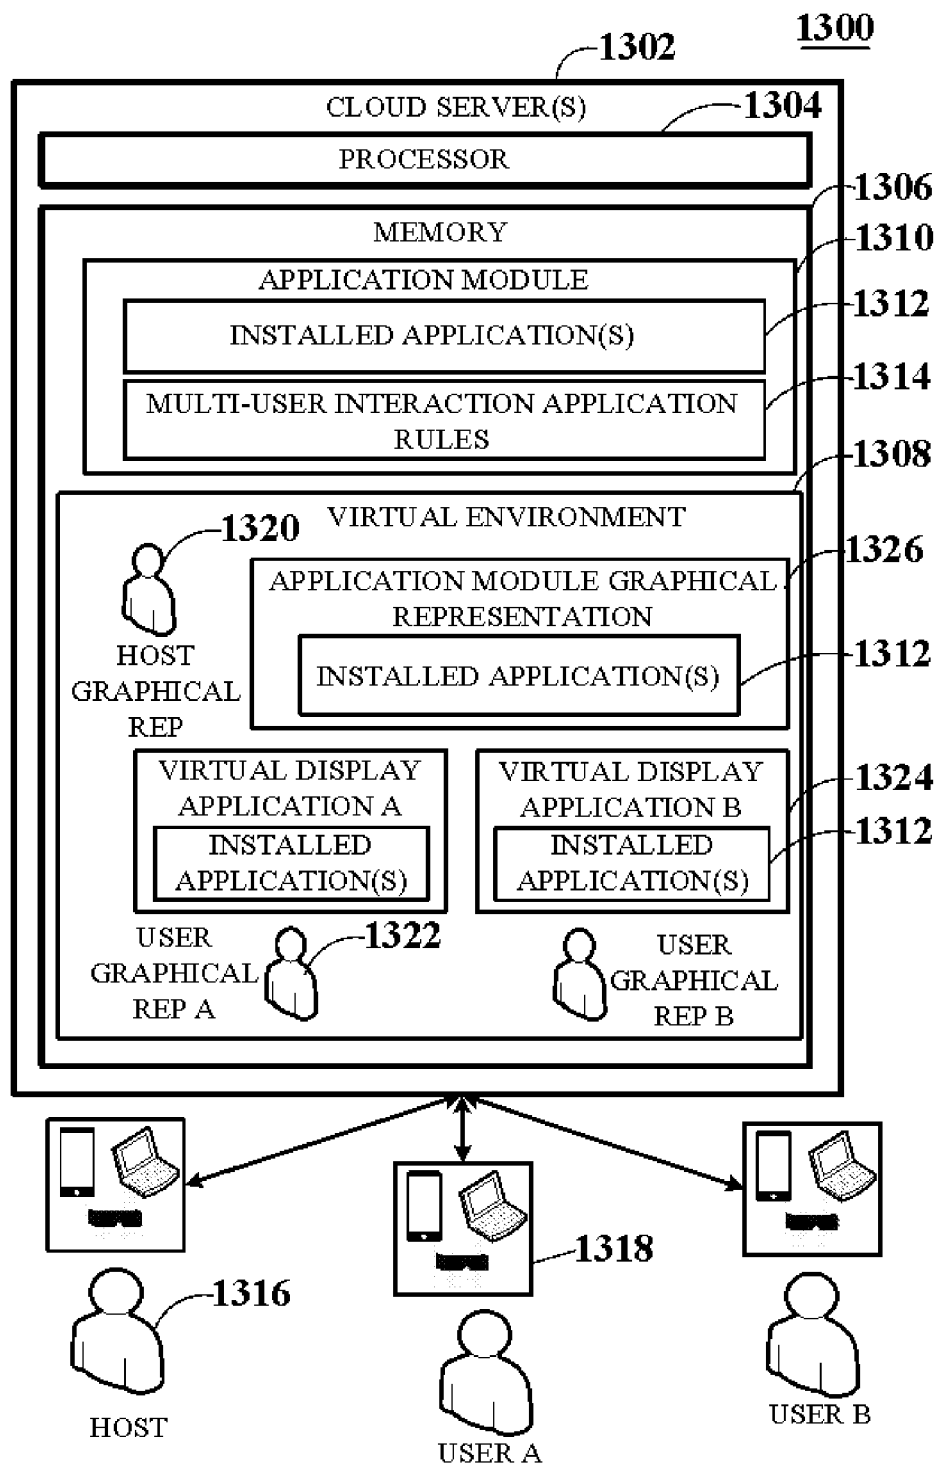 1300
1302
CLOUD SERVER(S)
1304
PROCESSOR
1306
MEMORY
1310
APPLICATION MODULE
1312
INSTALLED APPLICATION(S)
1314
MULTI-USER INTERACTION APPLICATION
RULES
1308
VIRTUAL ENVIRONMENT
1320
1326
APPLICATION MODULE GRAPHICAL
REPRESENTATION
HOST
GRAPHICAL
REP
1312
INSTALLED APPLICATION(S)
VIRTUAL DISPLAY
APPLICATION A
INSTALLED
APPLICATION(S)
VIRTUAL DISPLAY
APPLICATION B
1324
INSTALLED
APPLICATION(S)
1312
USER
GRAPHICAL
REP A
1322
USER
GRAPHICAL
REP B
1318
1316
HOST
USER A
USER B